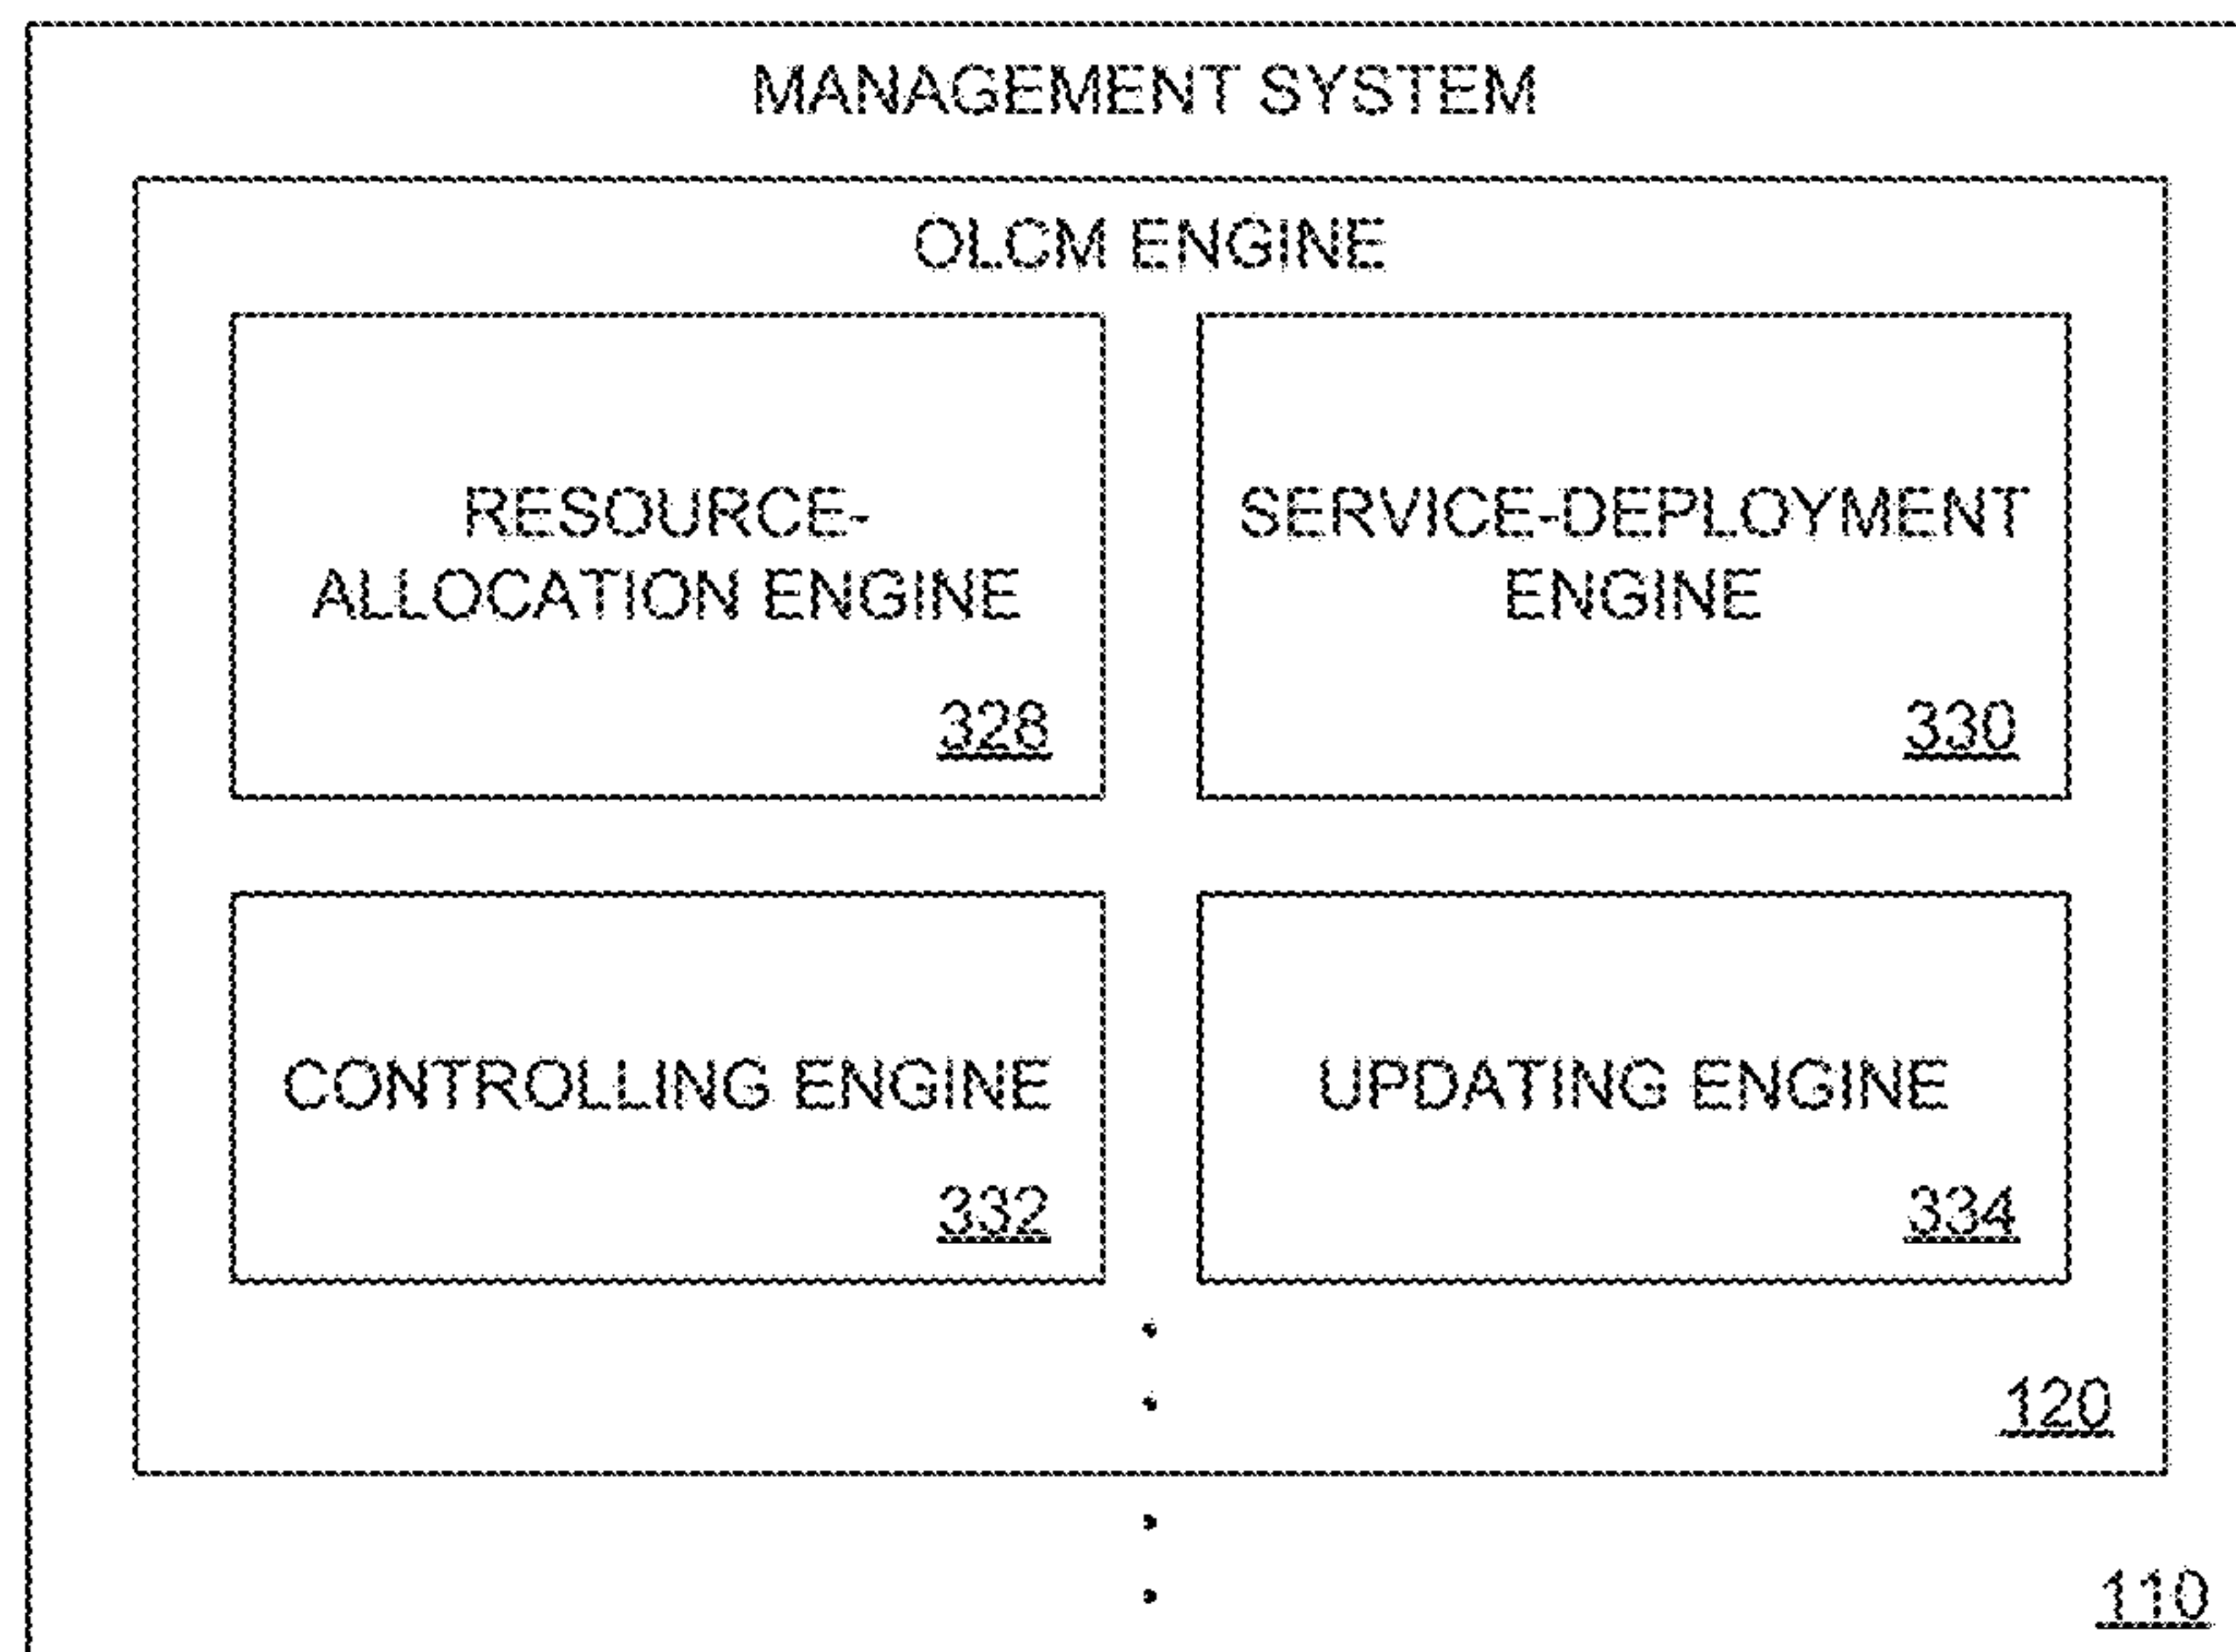 MANAGEMENT SYSTEM
OLCM ENGINE
RESOURCE-
ALLOCATION ENGINE
328
SERVICE-DEPLOYMENT
ENGINE
330
CONTROLLING ENGINE
332
UPDATING ENGINE
334
120
110